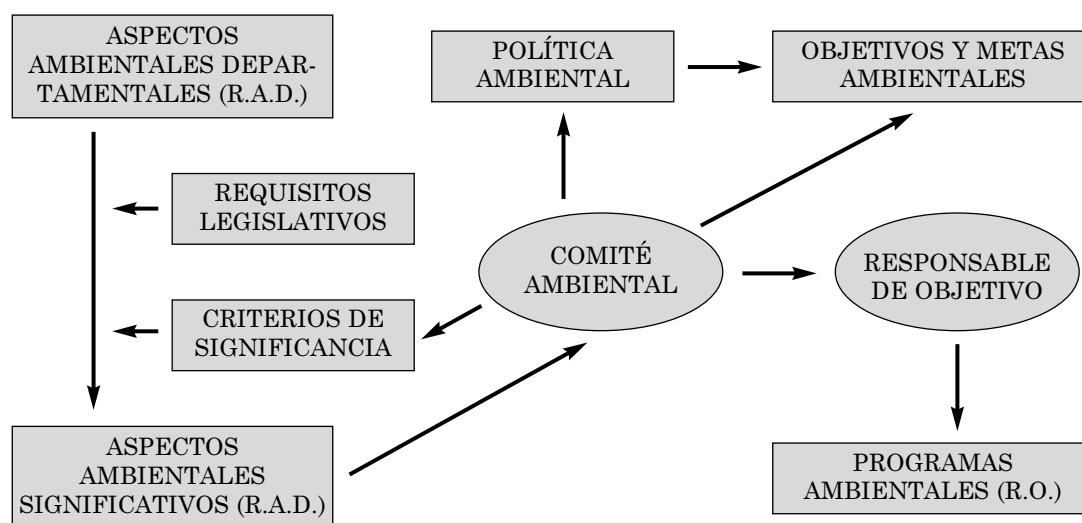 ASPECTOS
AMBIENTALES DEPAR-
TAMENTALES (R.A.D.)
POLÍTICA
AMBIENTAL
OBJETIVOS Y METAS
AMBIENTALES
REQUISITOS
LEGISLATIVOS
COMITÉ
AMBIENTAL
RESPONSABLE
DE OBJETIVO
CRITERIOS DE
SIGNIFICANCIA
ASPECTOS
AMBIENTALES
SIGNIFICATIVOS (R.A.D.)
PROGRAMAS
AMBIENTALES (R.O.)